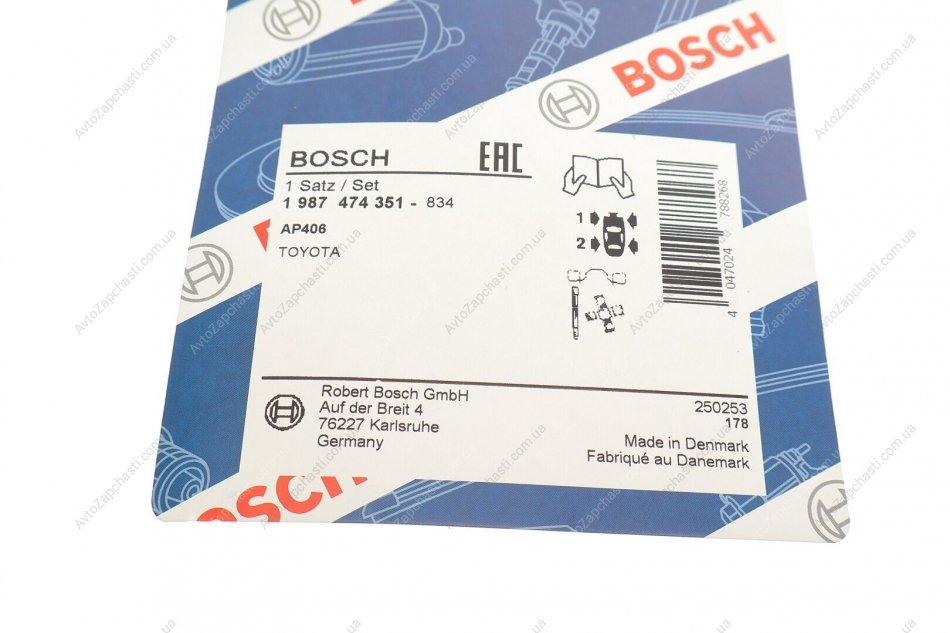 BOSCH
BOSCH
BOSCH
EAC
1 Satz / Set
1 987 474 351 - 834
AP406
TOYOTA
1
2
4 047024 788268
Robert Bosch GmbH
Auf der Breit 4
76227 Karlsruhe
Germany
250253
178
Made in Denmark
Fabriqué au Danemark
OSCH
AvtoZapchasti.com.ua